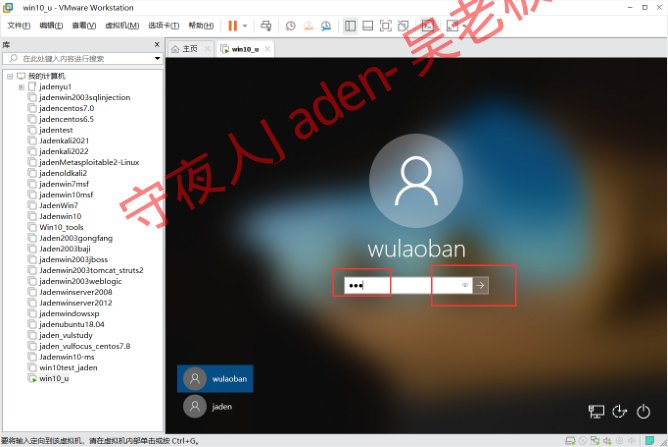 win10_u - VMware Workstation
文件(F) 编辑(E) 查看(V) 虚拟机(M) 选项卡(T) 帮助(H)
库
在此处键入内容进行搜索
主页
win10_u
我的计算机
jadenyu1
jadenwin2003sqlinjection
jadencentos7.0
jadencentos6.5
jadentest
Jadenkali2021
jadenkali2022
jadenMetasploitable2-Linux
jadenoldkali2
jadenwin7msf
jadenwin10msf
JadenWin7
Jadenwin10
Win10_tools
Jaden2003gongfang
Jaden2003baji
jadenwin2003jboss
Jadenwin2003tomcat_struts2
jadenwin2003weblogic
Jadenwinserver2008
Jadenwinserver2012
jadenwindowsxp
jadenubuntu18.04
jaden_vulstudy
jaden_vulfocus_centos7.8
Jadenwin10-ms
win10test_jaden
win10_u
守夜人Jaden-吴老板
wulaoban
wulaoban
jaden
要将输入定向到该虚拟机，请在虚拟机内部单击或按 Ctrl+G。